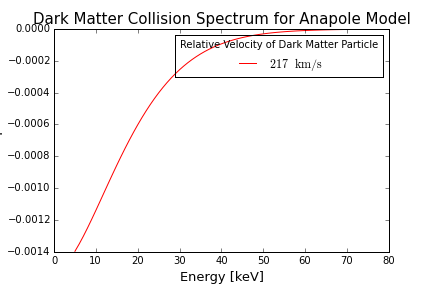 Dark Matter Collision Spectrum for Anapole Model
0.0000
−0.0002
−0.0004
−0.0006
−0.0008
−0.0010
−0.0012
−0.0014
Relative Velocity of Dark Matter Particle
217 km/s
0 10 20 30 40 50 60 70 80
Energy [keV]